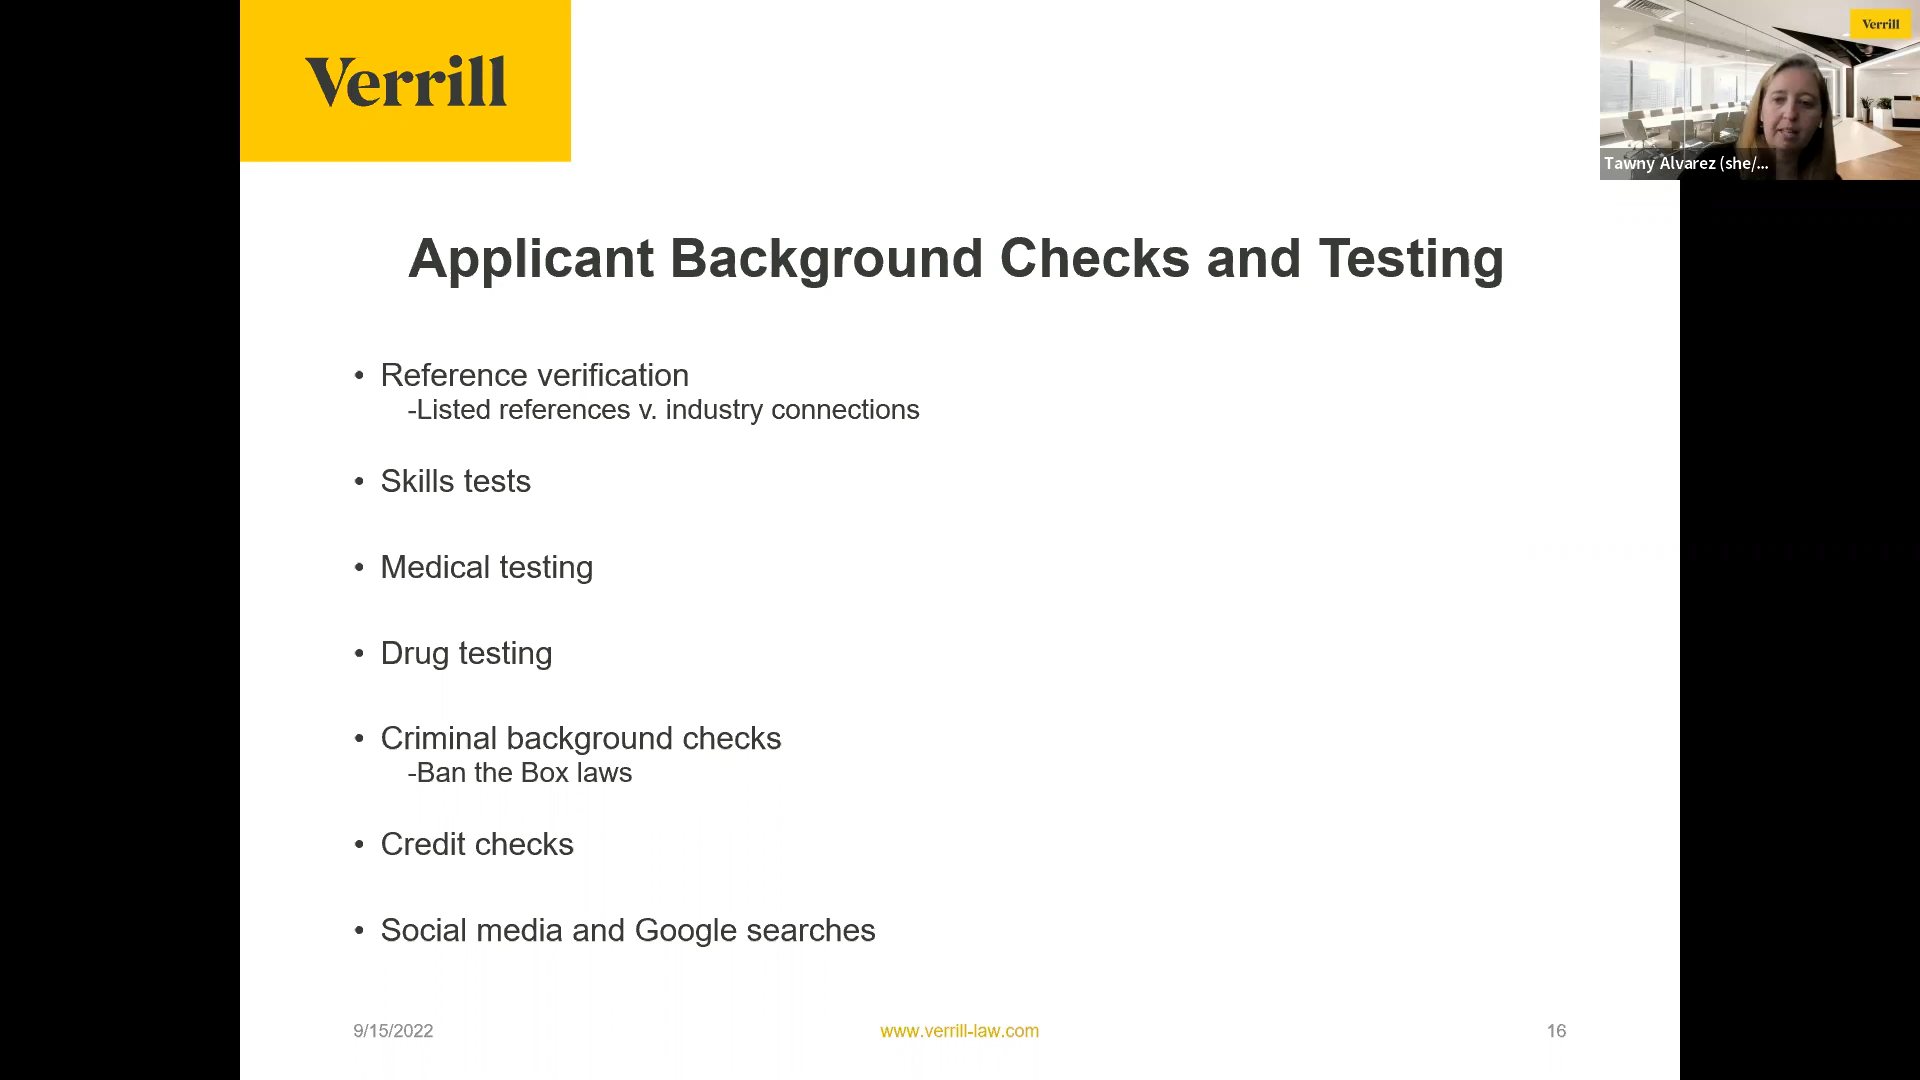 Verrill
Verrill
Tawny Alvarez (she/...
Applicant Background Checks and Testing
• Reference verification
-Listed references v. industry connections
• Skills tests
• Medical testing
• Drug testing
• Criminal background checks
-Ban the Box laws
• Credit checks
• Social media and Google searches
9/15/2022
www.verrill-law.com
16